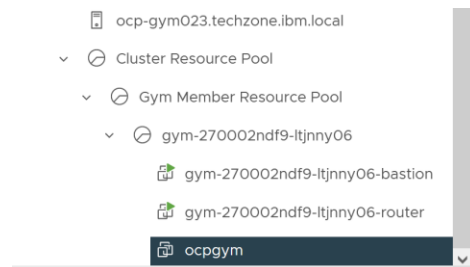 ocp-gym023.techzone.ibm.local
Cluster Resource Pool
Gym Member Resource Pool
gym-270002ndf9-ltjnny06
gym-270002ndf9-ltjnny06-bastion
gym-270002ndf9-ltjnny06-router
ocpgym